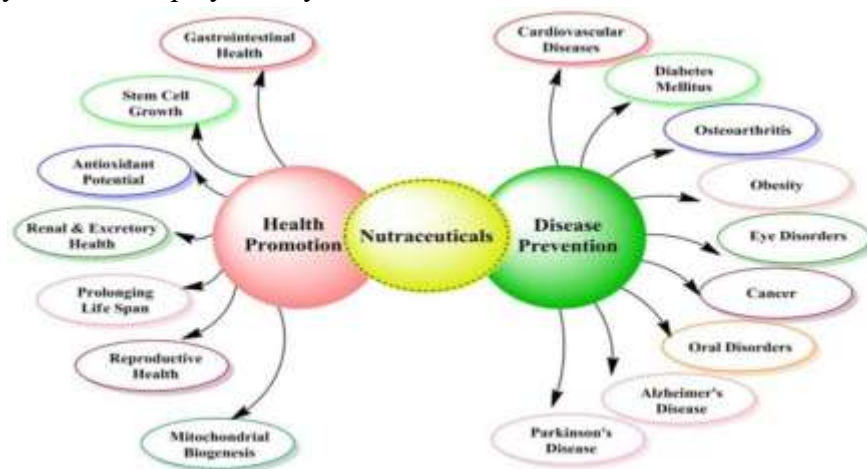 Gastrointestinal
Health
Stem Cell
Growth
Antioxidant
Potential
Renal & Excretory
Health
Prolonging
Life Span
Reproductive
Health
Mitochondrial
Biogenesis
Health
Promotion
Nutraceuticals
Disease
Prevention
Cardiovascular
Diseases
Diabetes
Mellitus
Osteoarthritis
Obesity
Eye Disorders
Cancer
Oral Disorders
Alzheimer's
Disease
Parkinson's
Disease